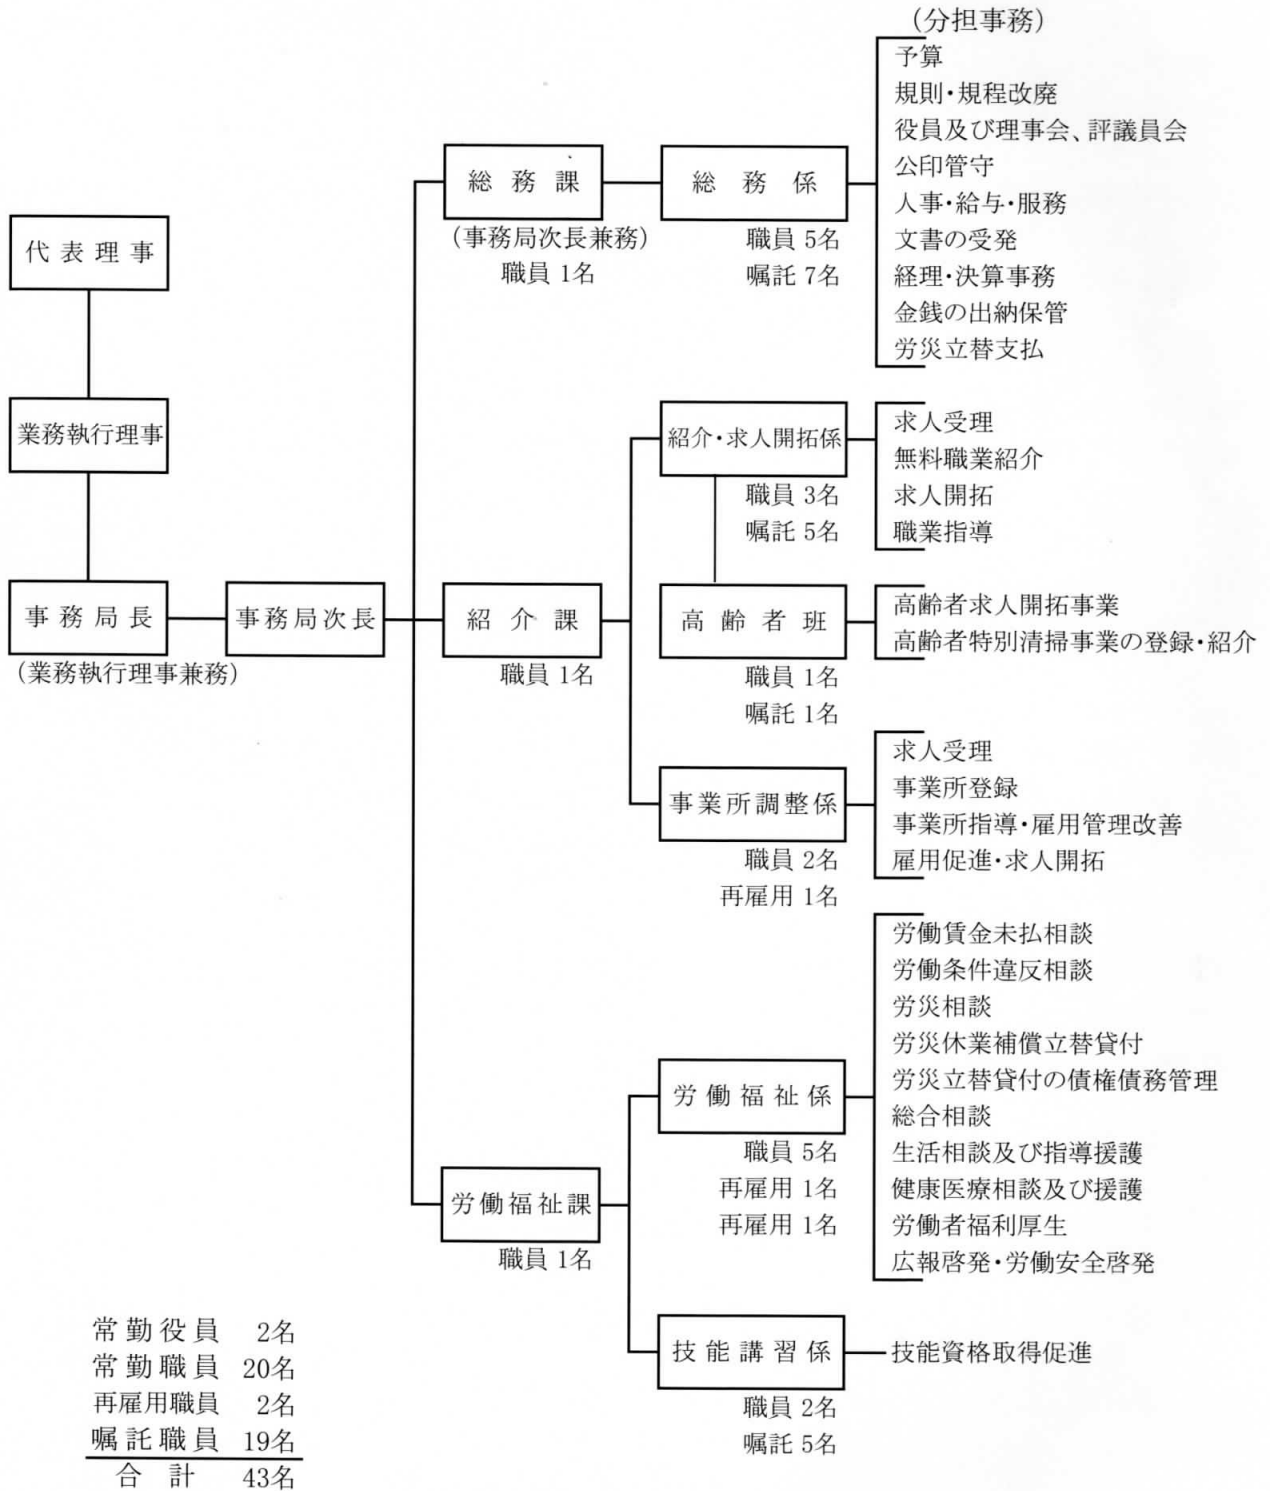 (分担事務)
代表理事
業務執行理事
事務局長
(業務執行理事兼務)
事務局次長
総務課
(事務局次長兼務)
職員 1名
総務係
職員 5名
嘱託 7名
予算
規則・規程改廃
役員及び理事会、評議員会
公印管守
人事・給与・服務
文書の受発
経理・決算事務
金銭の出納保管
労災立替支払
紹介課
職員 1名
紹介・求人開拓係
職員 3名
嘱託 5名
求人受理
無料職業紹介
求人開拓
職業指導
高齢者班
職員 1名
嘱託 1名
高齢者求人開拓事業
高齢者特別清掃事業の登録・紹介
事業所調整係
職員 2名
再雇用 1名
求人受理
事業所登録
事業所指導・雇用管理改善
雇用促進・求人開拓
労働福祉課
職員 1名
労働福祉係
職員 5名
再雇用 1名
再雇用 1名
労働賃金未払相談
労働条件違反相談
労災相談
労災休業補償立替貸付
労災立替貸付の債権債務管理
総合相談
生活相談及び指導援護
健康医療相談及び援護
労働者福利厚生
広報啓発・労働安全啓発
技能講習係
職員 2名
嘱託 5名
技能資格取得促進
常勤役員 2名
常勤職員 20名
再雇用職員 2名
嘱託職員 19名
合計 43名